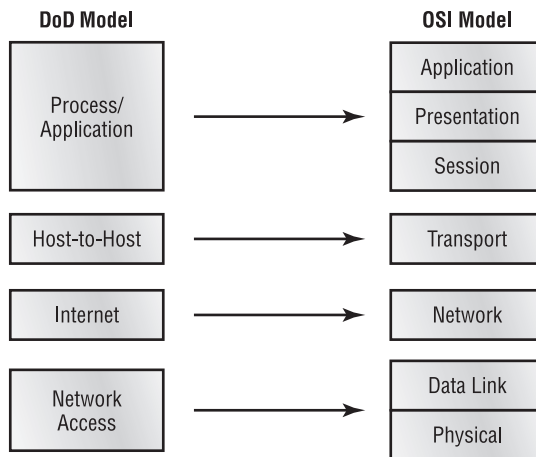 DoD Model
OSI Model
Process/
Application
Application
Presentation
Session
Host-to-Host
Transport
Internet
Network
Network
Access
Data Link
Physical